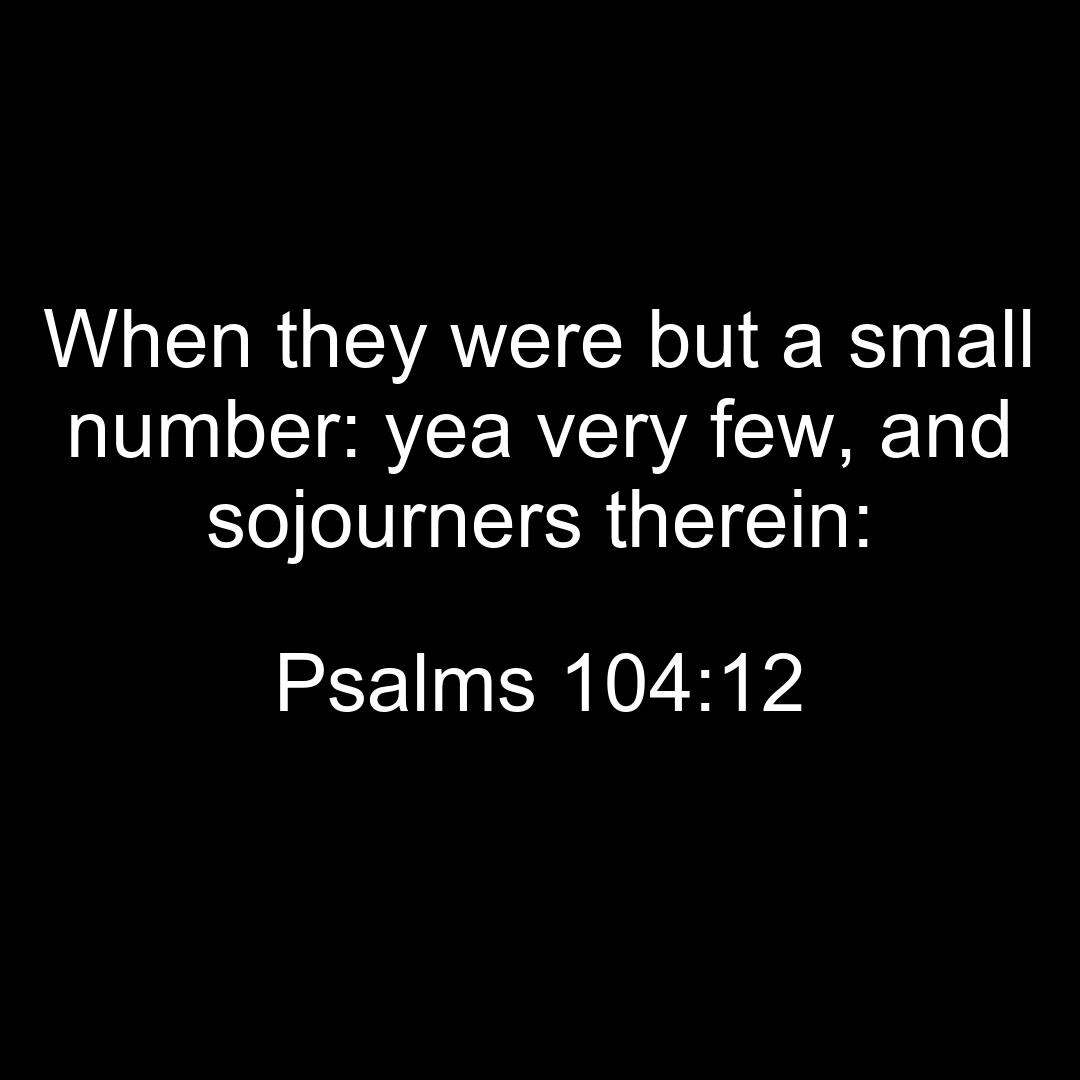 When they were but a small
number: yea very few, and
sojourners therein:
Psalms 104:12